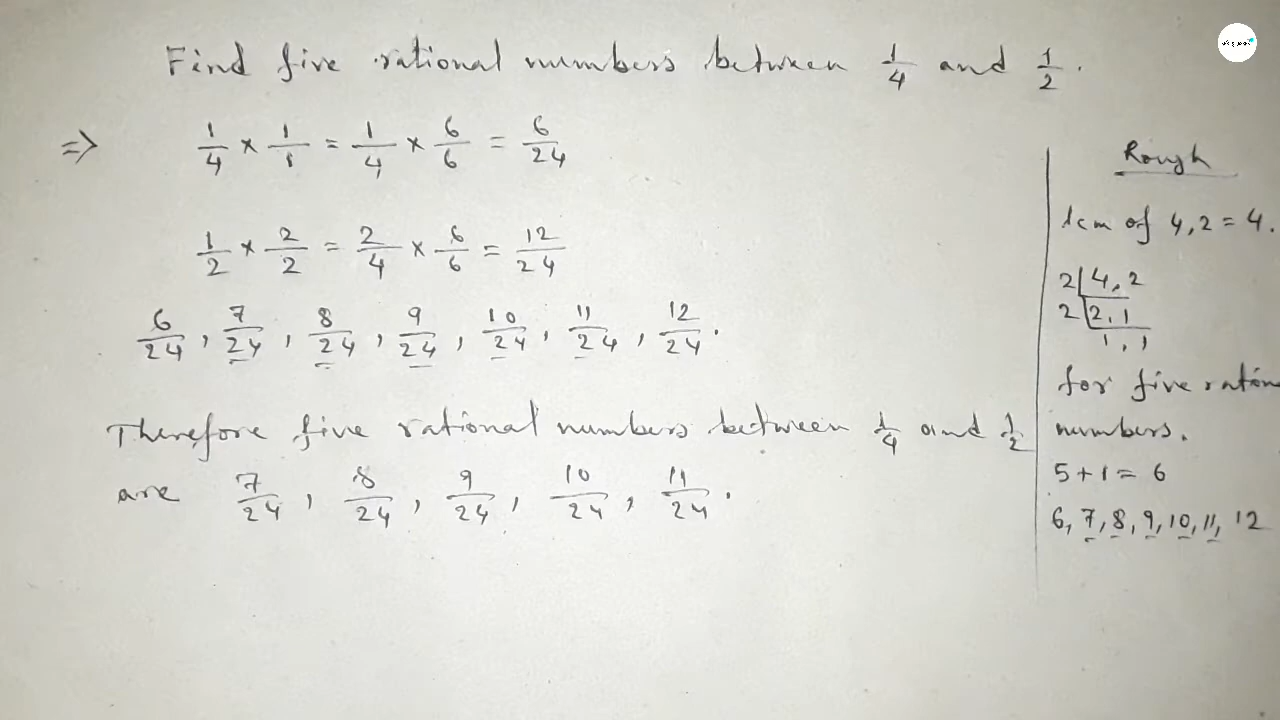 Find five rational numbers between 1/4 and 1/2.
⇒ 1/4 × 1/1 = 1/4 × 6/6 = 6/24
1/2 × 2/2 = 2/4 × 6/6 = 12/24
6/24, 7/24, 8/24, 9/24, 10/24, 11/24, 12/24.
Therefore five rational numbers between 1/4 and 1/2
are 7/24, 8/24, 9/24, 10/24, 11/24.
Rough
lcm of 4,2 = 4.
2 | 4, 2
2 | 2, 1
1, 1
for five ration
numbers.
5+1 = 6
6, 7, 8, 9, 10, 11, 12